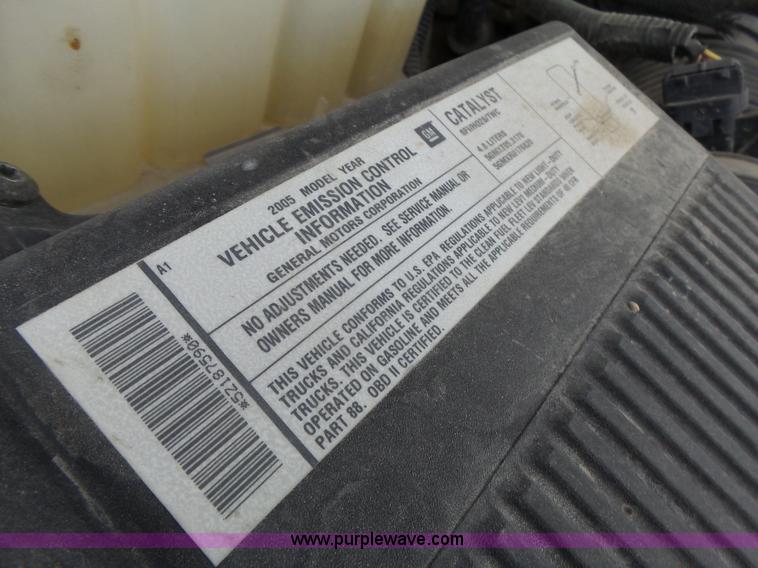 2005 MODEL YEAR
VEHICLE EMISSION CONTROL
INFORMATION
GENERAL MOTORS CORPORATION
GM
NO ADJUSTMENTS NEEDED. SEE SERVICE MANUAL OR
OWNERS MANUAL FOR MORE INFORMATION.
THIS VEHICLE CONFORMS TO U.S. EPA REGULATIONS APPLICABLE TO NEW LIGHT-DUTY
TRUCKS AND CALIFORNIA REGULATIONS APPLICABLE TO NEW LEV1 MEDIUM-DUTY
TRUCKS. THIS VEHICLE IS CERTIFIED TO THE CLEAN FUEL FLEET LEV STANDARDS WHEN
OPERATED ON GASOLINE AND MEETS ALL THE APPLICABLE REQUIREMENTS OF 40 CFR
PART 88. OBD II CERTIFIED.
CATALYST
4.8 LITERS
A1
*52187590*
www.purplewave.com